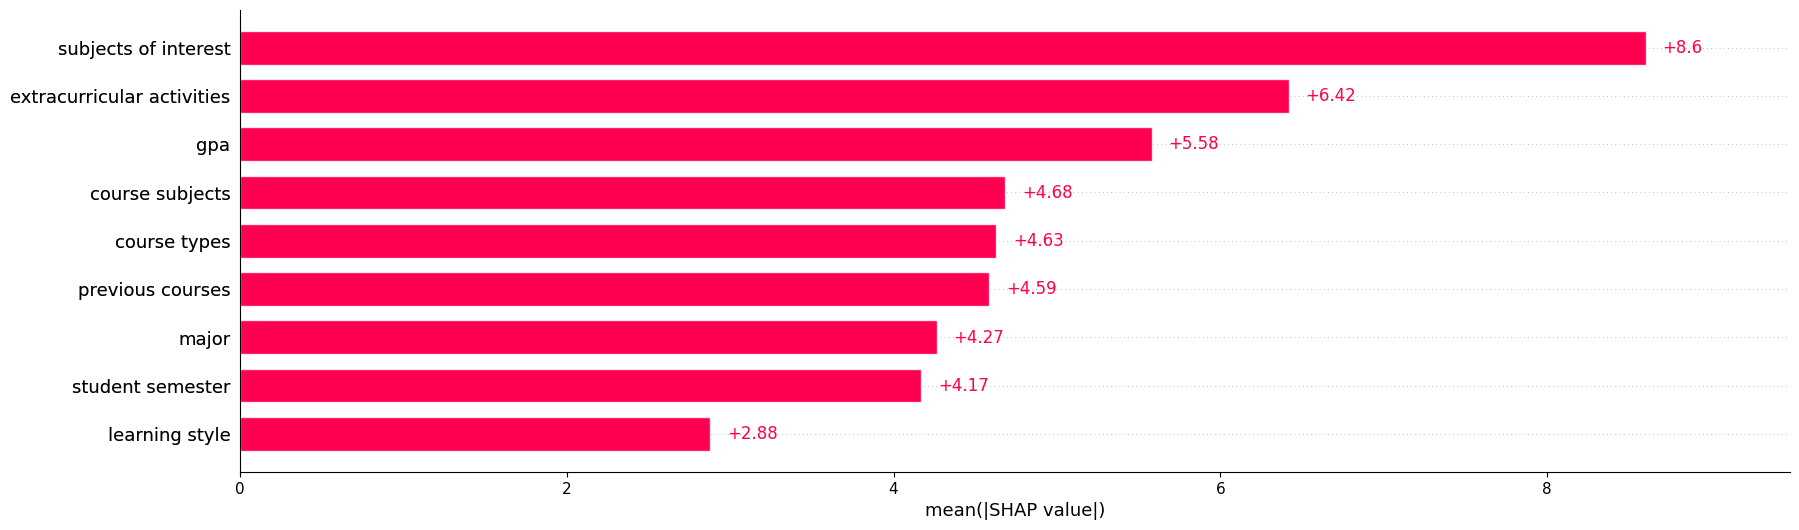 subjects of interest +8.6
extracurricular activities +6.42
gpa +5.58
course subjects +4.68
course types +4.63
previous courses +4.59
major +4.27
student semester +4.17
learning style +2.88
0 2 4 6 8
mean(|SHAP value|)